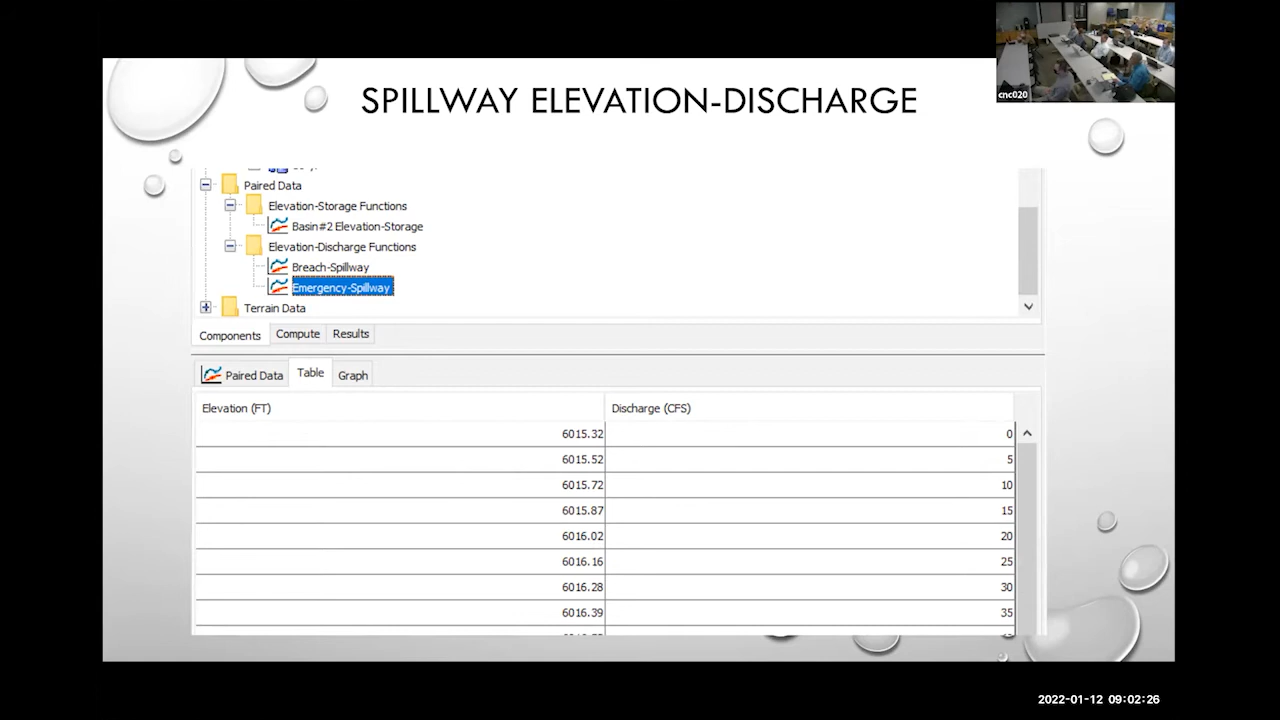 SPILLWAY ELEVATION-DISCHARGE
cnc020
Paired Data
Elevation-Storage Functions
Basin#2 Elevation-Storage
Elevation-Discharge Functions
Breach-Spillway
Emergency-Spillway
Terrain Data
Components Compute Results
Paired Data Table Graph
Elevation (FT) Discharge (CFS)
6015.32 0
6015.52 5
6015.72 10
6015.87 15
6016.02 20
6016.16 25
6016.28 30
6016.39 35
2022-01-12 09:02:26